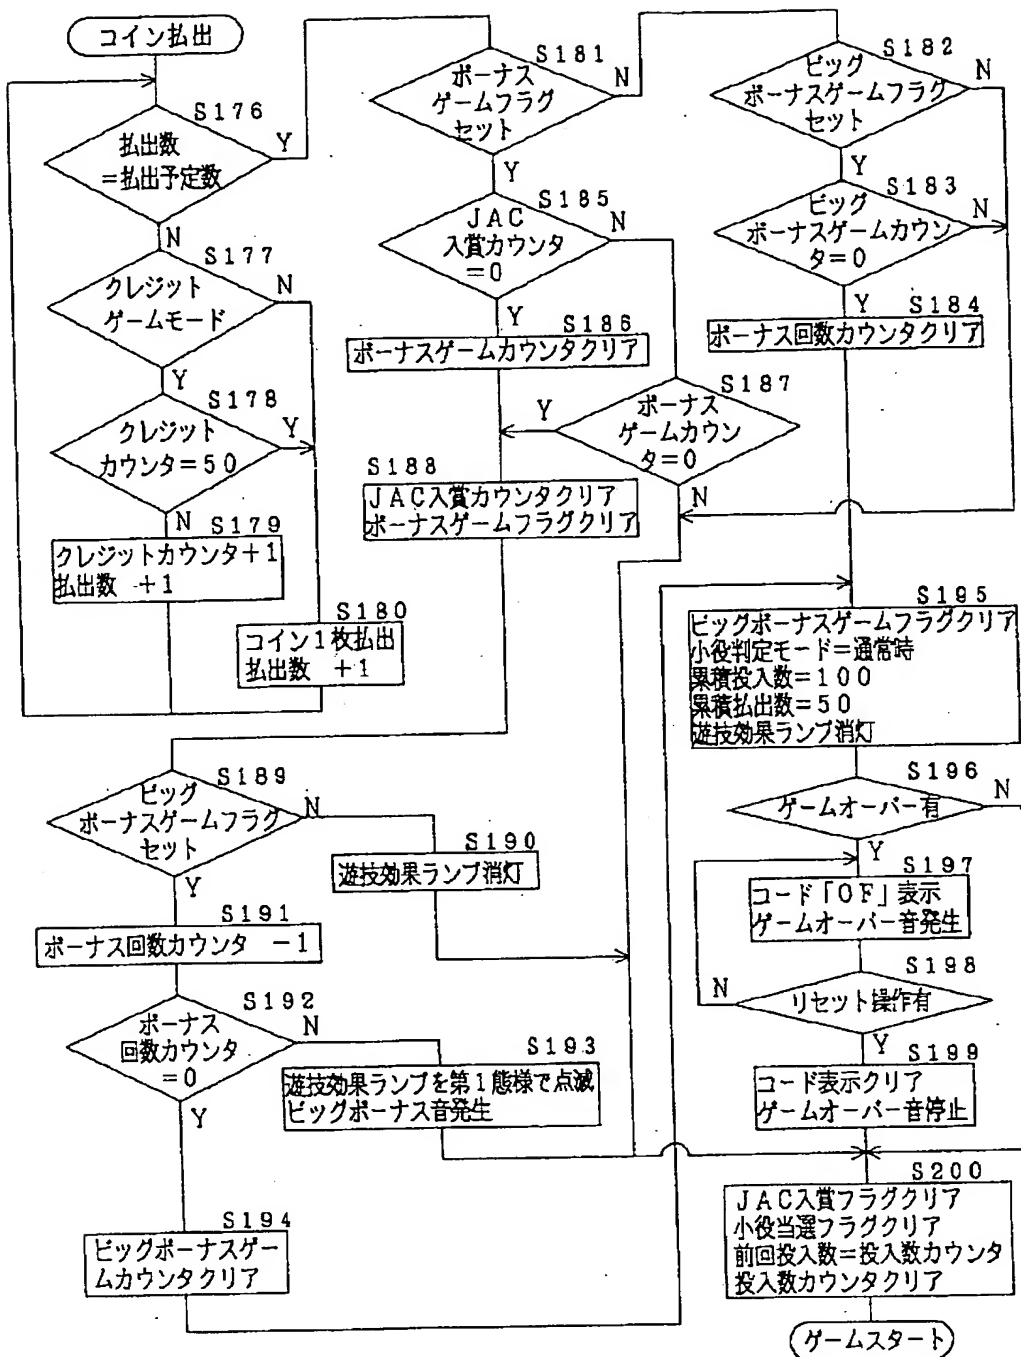 コイン払出
S176
払出数
=払出予定数
Y
N
S177
クレジット
ゲームモード
N
Y
S178
クレジット
カウンタ=50
Y
N
S179
クレジットカウンタ+1
払出数 +1
S180
コイン1枚払出
払出数 +1
S181
ボーナス
ゲームフラグ
セット
N
Y
S182
ビッグ
ボーナスゲームフラグ
セット
N
Y
S183
ビッグ
ボーナスゲームカウン
タ=0
N
Y
S184
ボーナス回数カウンタクリア
S185
JAC
入賞カウンタ
=0
N
Y
S186
ボーナスゲームカウンタクリア
S187
ボーナス
ゲームカウン
タ=0
Y
N
S188
JAC入賞カウンタクリア
ボーナスゲームフラグクリア
S189
ビッグ
ボーナスゲームフラグ
セット
N
Y
S190
遊技効果ランプ消灯
S191
ボーナス回数カウンタ -1
S192
ボーナス
回数カウンタ
=0
N
Y
S193
遊技効果ランプを第1態様で点滅
ビッグボーナス音発生
S194
ビッグボーナスゲー
ムカウンタクリア
S195
ビッグボーナスゲームフラグクリア
小役判定モード=通常時
累積投入数=100
累積払出数=50
遊技効果ランプ消灯
S196
ゲームオーバー有
N
Y
S197
コード「OF」表示
ゲームオーバー音発生
S198
リセット操作有
N
Y
S199
コード表示クリア
ゲームオーバー音停止
S200
JAC入賞フラグクリア
小役当選フラグクリア
前回投入数=投入数カウンタ
投入数カウンタクリア
ゲームスタート